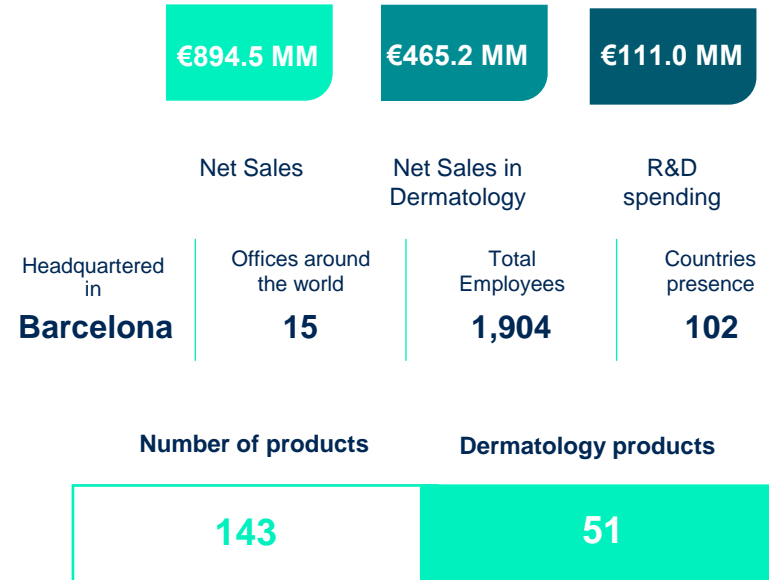 €894.5 MM
€465.2 MM
€111.0 MM
Net Sales
Net Sales in
Dermatology
R&D
spending
Headquartered
in
Barcelona
Offices around
the world
15
Total
Employees
1,904
Countries
presence
102
Number of products
Dermatology products
143
51